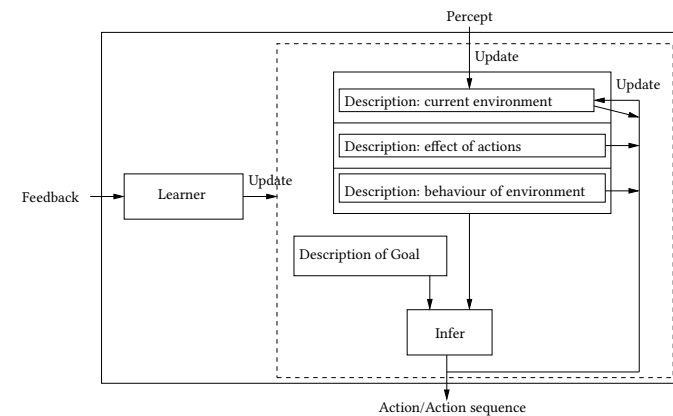 Percept
Update
Update
Description: current environment
Description: effect of actions
Update
Learner
Feedback
Description: behaviour of environment
Description of Goal
Infer
Action/Action sequence